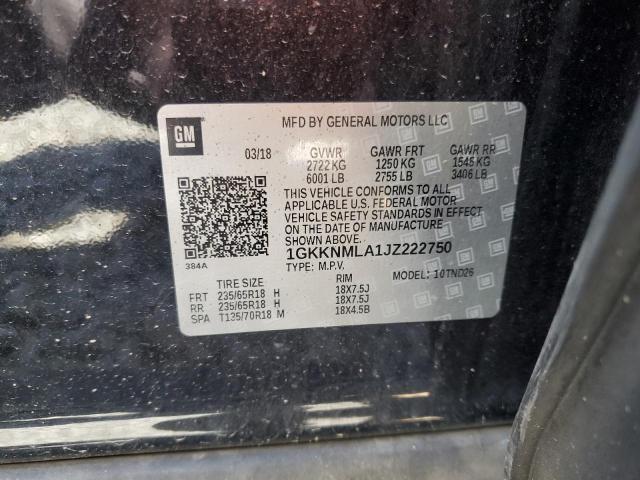 GM
MFD BY GENERAL MOTORS LLC
03/18 GVWR GAWR FRT GAWR RR
2722 KG 1250 KG 1545 KG
6001 LB 2755 LB 3406 LB
THIS VEHICLE CONFORMS TO ALL
APPLICABLE U.S. FEDERAL MOTOR
VEHICLE SAFETY STANDARDS IN EFFECT
ON THE DATE OF MANUFACTURE
SHOWN ABOVE.
384A
1GKKNMLA1JZ222750
TYPE: M.P.V. MODEL: 10TND26
TIRE SIZE RIM
FRT 235/65R18 H 18X7.5J
RR 235/65R18 H 18X7.5J
SPA T135/70R18 M 18X4.5B